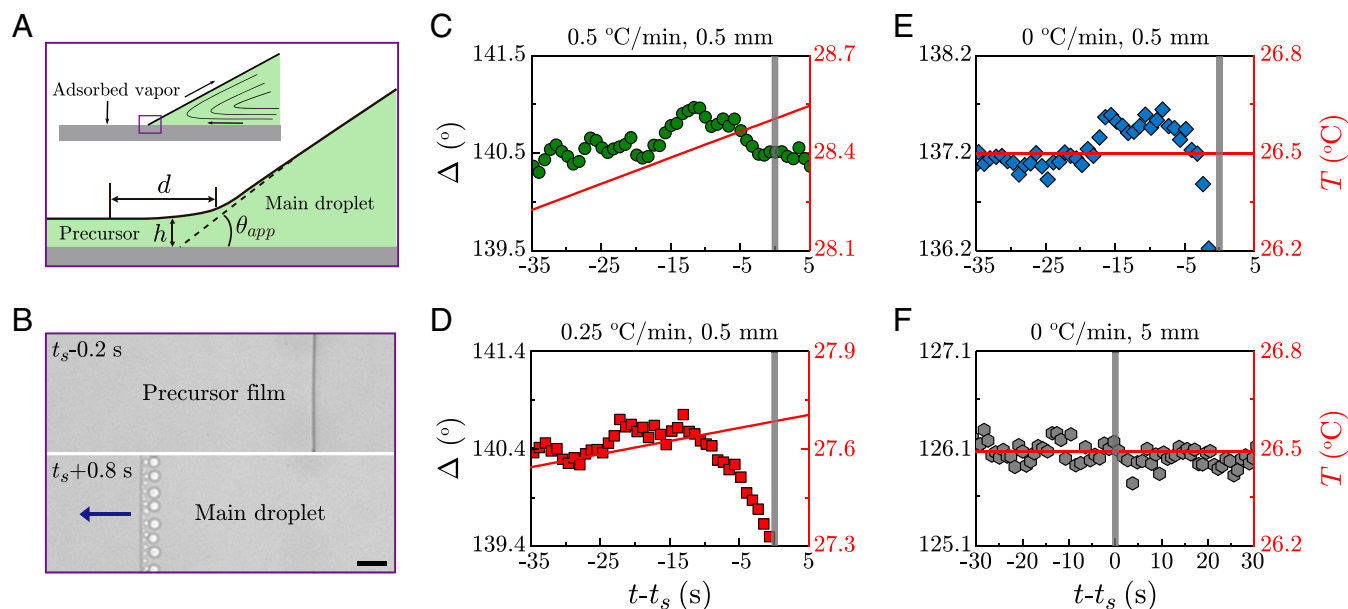 A
Adsorbed vapor
d
Main droplet
Precursor
h
θapp
B
ts-0.2 s
Precursor film
ts+0.8 s
Main droplet
C
0.5 °C/min, 0.5 mm
141.5
140.5
139.5
Δ (°)
28.7
28.4
28.1
-35
-25
-15
-5
5
D
0.25 °C/min, 0.5 mm
141.4
140.4
139.4
Δ (°)
27.9
27.6
27.3
-35
-25
-15
-5
5
t-ts (s)
E
0 °C/min, 0.5 mm
138.2
137.2
136.2
26.8
26.5
26.2
T (°C)
-35
-25
-15
-5
5
F
0 °C/min, 5 mm
127.1
126.1
125.1
26.8
26.5
26.2
T (°C)
-30
-20
-10
0
10
20
30
t-ts (s)